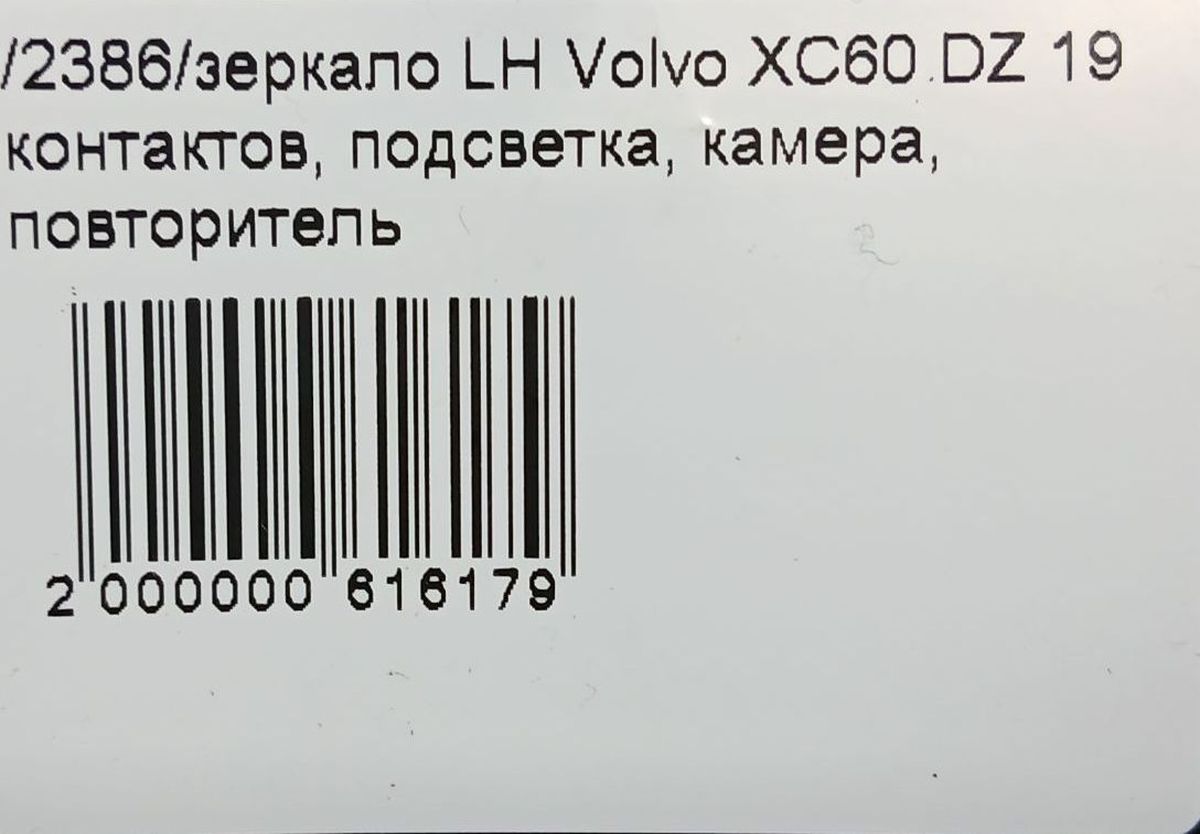 /2386/зеркало LH Volvo XC60 DZ 19
контактов, подсветка, камера,
повторитель
2 000000 616179